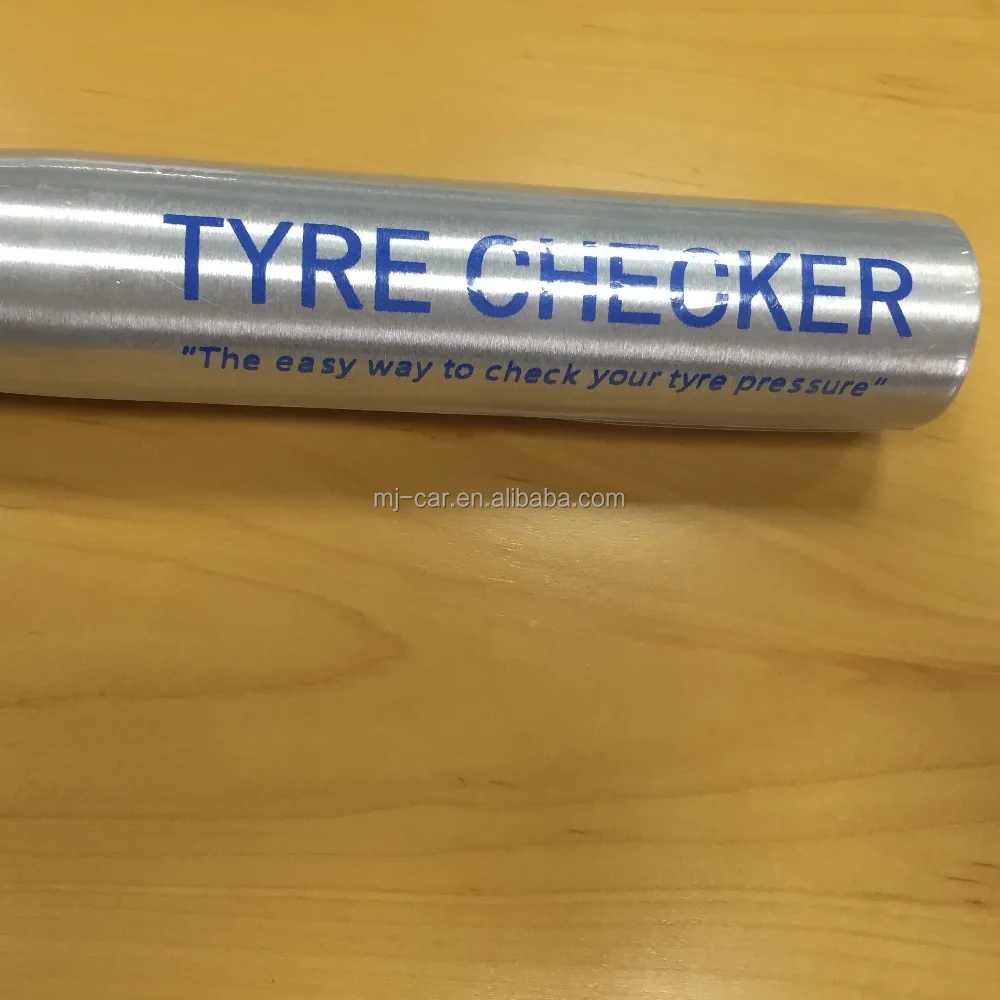 TYRE CHECKER
"The easy way to check your tyre pressure"
mj-car.en.alibaba.com